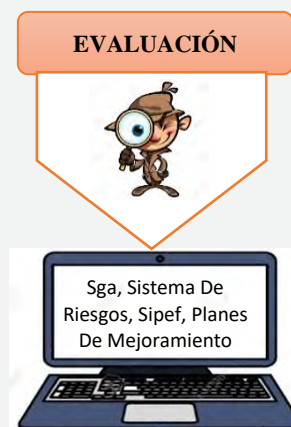 EVALUACIÓN
Sga, Sistema De
Riesgos, Sipef, Planes
De Mejoramiento